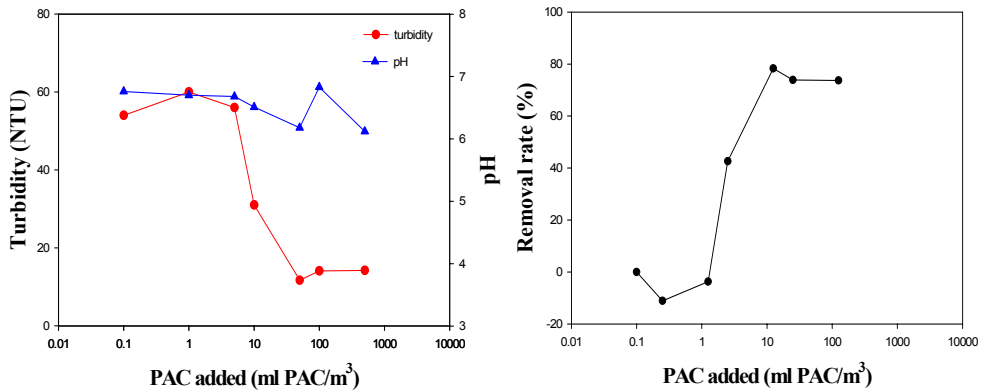 80
60
40
20
0
Turbidity (NTU)
8
7
6
5
4
3
pH
turbidity
pH
0.01 0.1 1 10 100 1000 10000
PAC added (ml PAC/m³)
100
80
60
40
20
0
-20
Removal rate (%)
0.01 0.1 1 10 100 1000 10000
PAC added (ml PAC/m³)